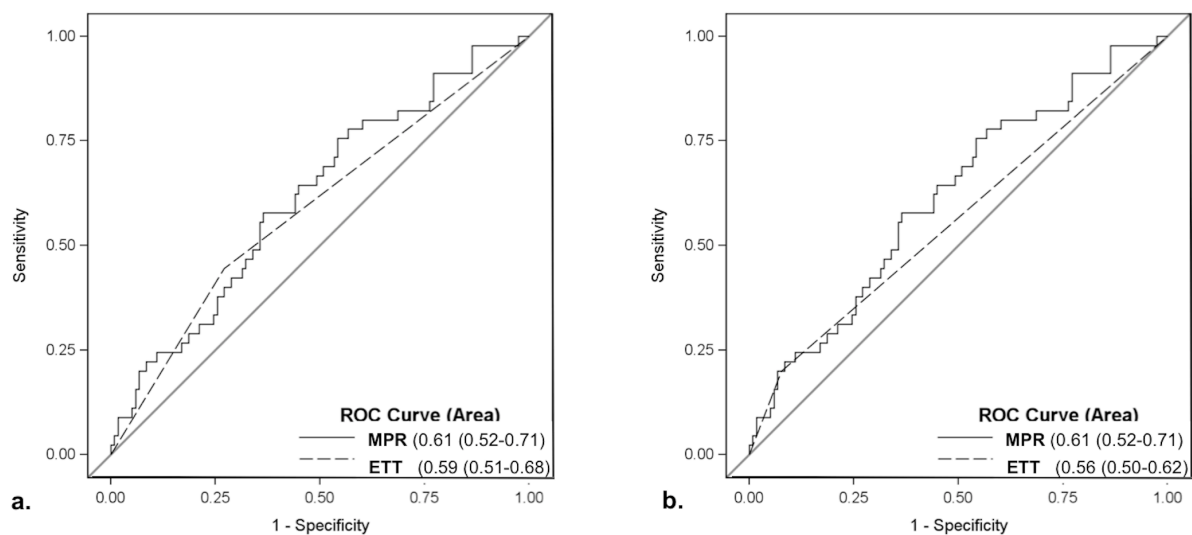 1.00
0.75
0.50
0.25
0.00
Sensitivity
ROC Curve (Area)
MPR (0.61 (0.52-0.71)
ETT (0.59 (0.51-0.68)
0.00 0.25 0.50 0.75 1.00
a.
1 - Specificity
1.00
0.75
0.50
0.25
0.00
Sensitivity
ROC Curve (Area)
MPR (0.61 (0.52-0.71)
ETT (0.56 (0.50-0.62)
0.00 0.25 0.50 0.75 1.00
b.
1 - Specificity